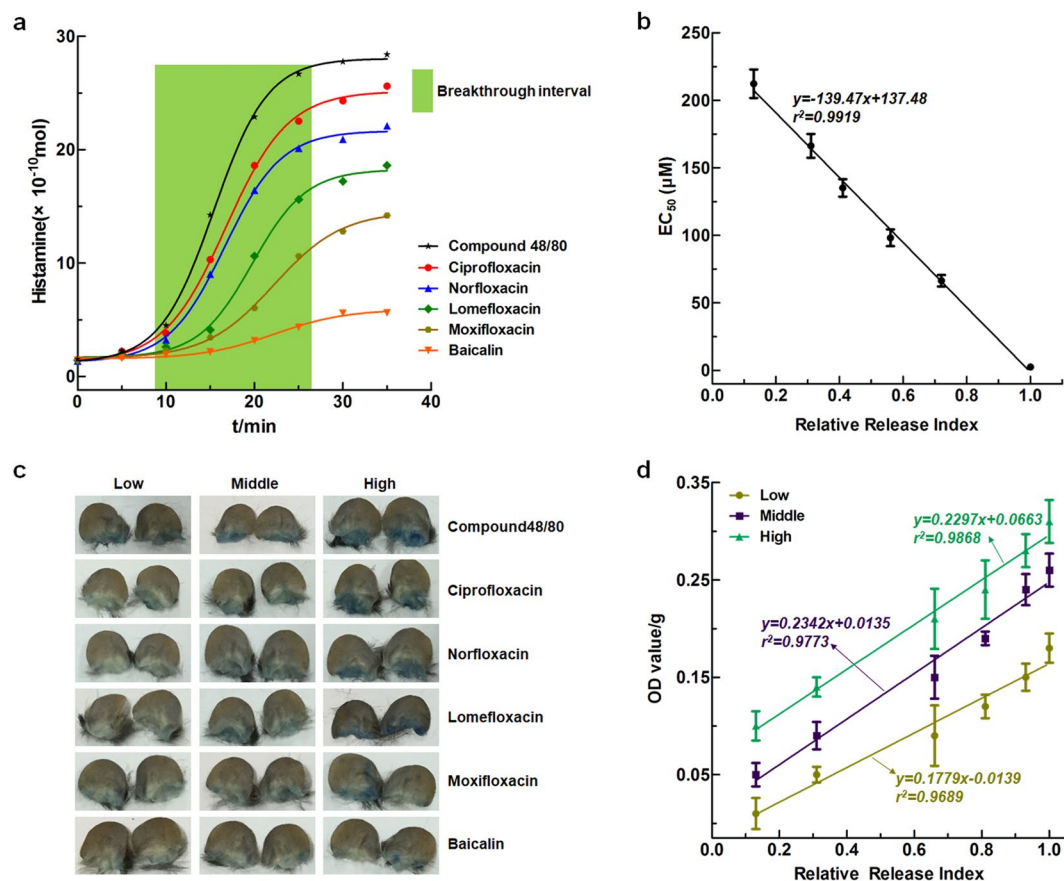 a
Histamine(× 10⁻¹⁰mol)
30
20
10
0
0 10 20 30 40
t/min
Breakthrough interval
Compound 48/80
Ciprofloxacin
Norfloxacin
Lomefloxacin
Moxifloxacin
Baicalin
b
EC₅₀ (μM)
250
200
150
100
50
0
0.0 0.2 0.4 0.6 0.8 1.0
Relative Release Index
y=-139.47x+137.48
r²=0.9919
c
Low Middle High
Compound48/80
Ciprofloxacin
Norfloxacin
Lomefloxacin
Moxifloxacin
Baicalin
d
OD value/g
0.35
0.25
0.15
0.05
0.0 0.2 0.4 0.6 0.8 1.0
Relative Release Index
Low
Middle
High
y=0.2297x+0.0663
r²=0.9868
y=0.2342x+0.0135
r²=0.9773
y=0.1779x-0.0139
r²=0.9689